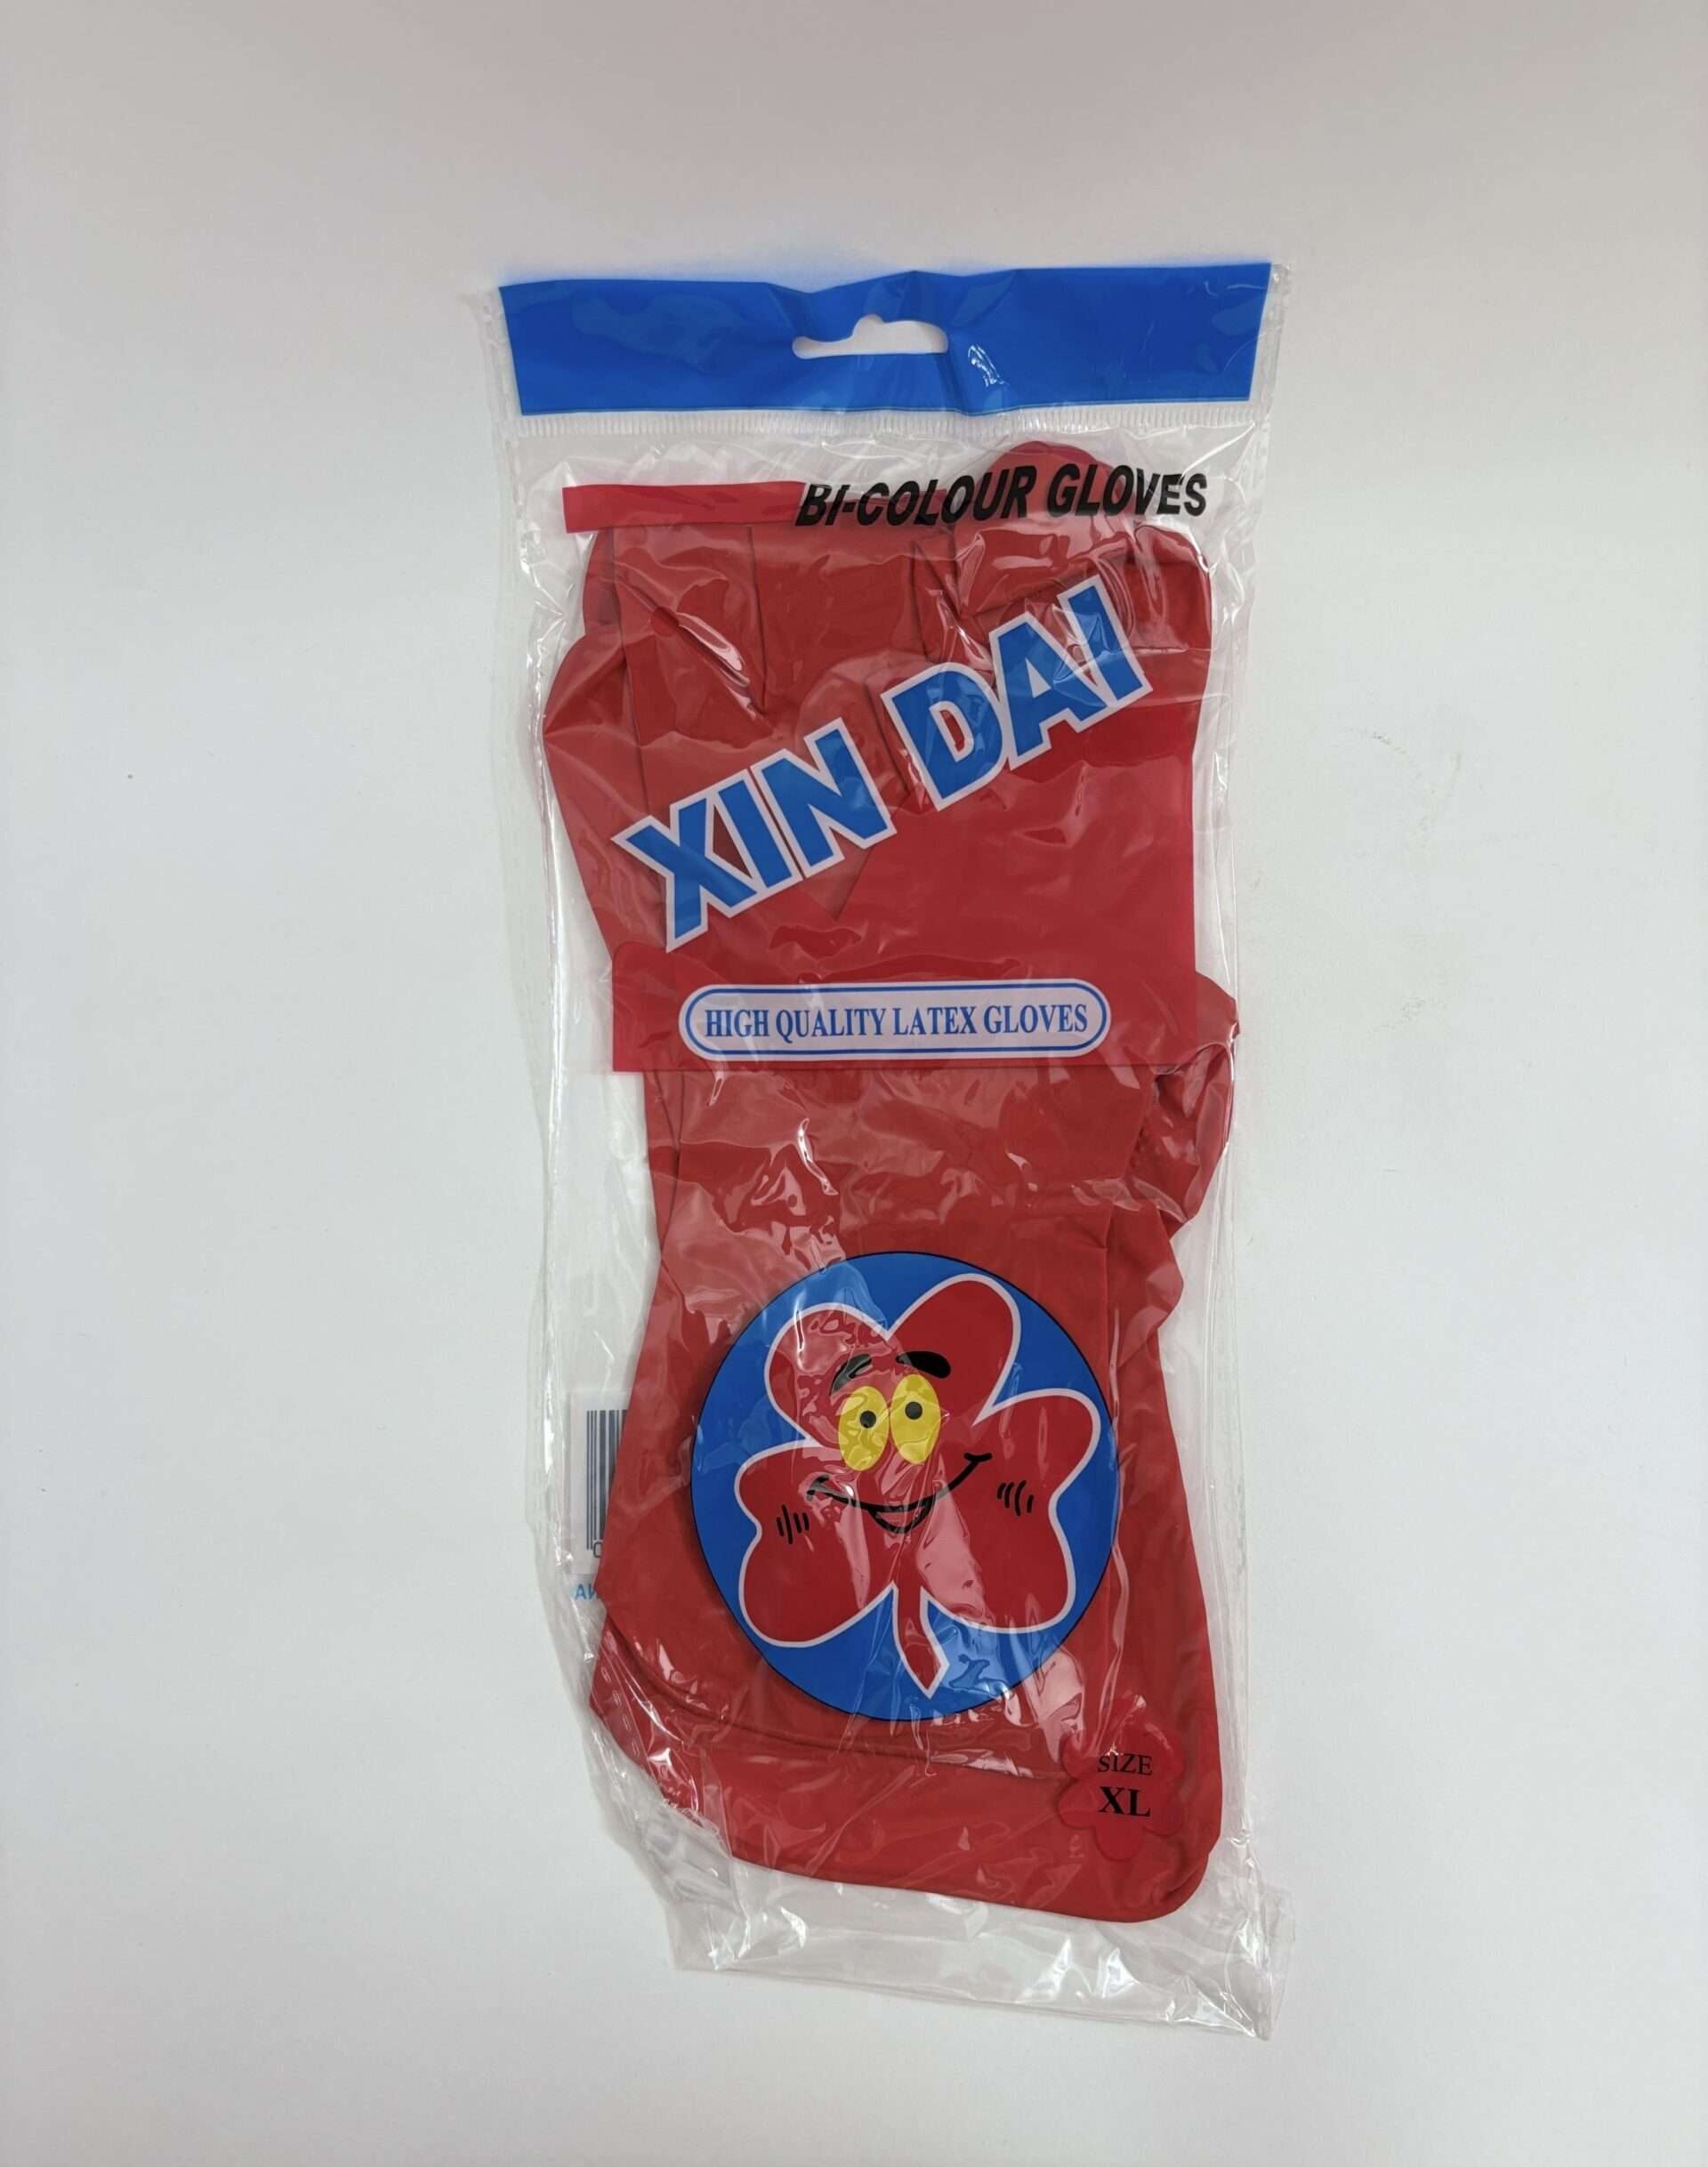 BI-COLOUR GLOVES
XIN DAI
HIGH QUALITY LATEX GLOVES
SIZE
XL